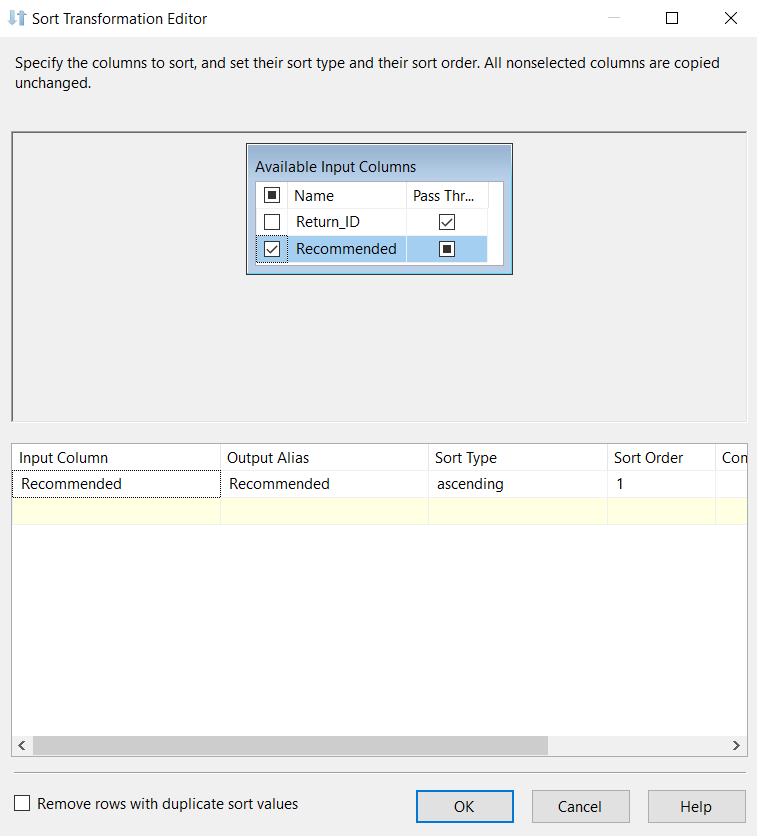 Sort Transformation Editor
Specify the columns to sort, and set their sort type and their sort order. All nonselected columns are copied
unchanged.
Available Input Columns
Name Pass Thr...
Return_ID
Recommended
Input Column Output Alias Sort Type Sort Order Com
Recommended Recommended ascending 1
Remove rows with duplicate sort values
OK Cancel Help